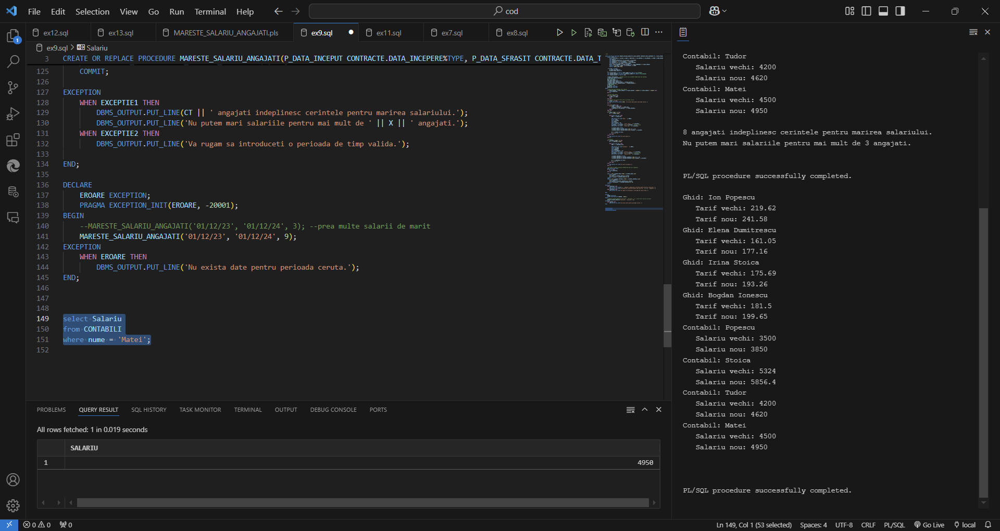 File Edit Selection View Go Run Terminal Help cod
ex12.sql ex13.sql MARESTE_SALARIU_ANGAJATI.pls ex9.sql ex11.sql ex7.sql ex8.sql
ex9.sql > Salariu
3 CREATE OR REPLACE PROCEDURE MARESTE_SALARIU_ANGAJATI(P_DATA_INCEPUT CONTRACTE.DATA_INCEPERE%TYPE, P_DATA_SFRASIT CONTRACTE.DATA_T
125 COMMIT;
126
127 EXCEPTION
128 WHEN EXCEPTIE1 THEN
129 DBMS_OUTPUT.PUT_LINE(CT || ' angajati indeplinesc cerintele pentru marirea salariului.');
130 DBMS_OUTPUT.PUT_LINE('Nu putem mari salariile pentru mai mult de ' || X || ' angajati.');
131 WHEN EXCEPTIE2 THEN
132 DBMS_OUTPUT.PUT_LINE('Va rugam sa introduceti o perioada de timp valida.');
133
134 END;
135
136 DECLARE
137 EROARE EXCEPTION;
138 PRAGMA EXCEPTION_INIT(EROARE, -20001);
139 BEGIN
140 --MARESTE_SALARIU_ANGAJATI('01/12/23', '01/12/24', 3); --prea multe salarii de marit
141 MARESTE_SALARIU_ANGAJATI('01/12/23', '01/12/24', 9);
142 EXCEPTION
143 WHEN EROARE THEN
144 DBMS_OUTPUT.PUT_LINE('Nu exista date pentru perioada ceruta.');
145 END;
146
147
148
149 select Salariu
150 from CONTABILI
151 where nume = 'Matei';
152
PROBLEMS QUERY RESULT SQL HISTORY TASK MONITOR TERMINAL OUTPUT DEBUG CONSOLE PORTS
All rows fetched: 1 in 0.019 seconds
SALARIU
1 4950
Contabil: Tudor
Salariu vechi: 4200
Salariu nou: 4620
Contabil: Matei
Salariu vechi: 4500
Salariu nou: 4950
8 angajati indeplinesc cerintele pentru marirea salariului.
Nu putem mari salariile pentru mai mult de 3 angajati.
PL/SQL procedure successfully completed.
Ghid: Ion Popescu
Tarif vechi: 219.62
Tarif nou: 241.58
Ghid: Elena Dumitrescu
Tarif vechi: 161.05
Tarif nou: 177.16
Ghid: Irina Stoica
Tarif vechi: 175.69
Tarif nou: 193.26
Ghid: Bogdan Ionescu
Tarif vechi: 181.5
Tarif nou: 199.65
Contabil: Popescu
Salariu vechi: 3500
Salariu nou: 3850
Contabil: Stoica
Salariu vechi: 5324
Salariu nou: 5856.4
Contabil: Tudor
Salariu vechi: 4200
Salariu nou: 4620
Contabil: Matei
Salariu vechi: 4500
Salariu nou: 4950
PL/SQL procedure successfully completed.
1
0 0 0 Ln 149, Col 1 (53 selected) Spaces: 4 UTF-8 CRLF PL/SQL Go Live local